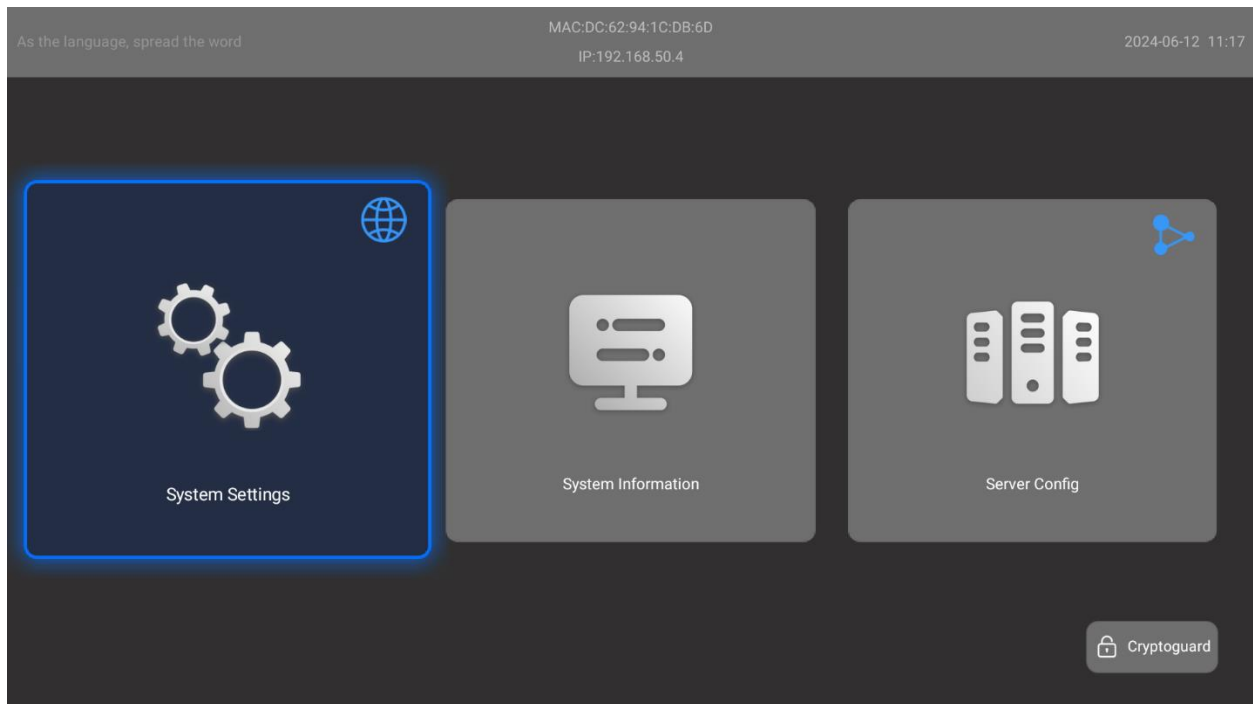 As the language, spread the word
MAC:DC:62:94:1C:DB:6D
IP:192.168.50.4
2024-06-12 11:17
System Settings
System Information
Server Config
Cryptoguard